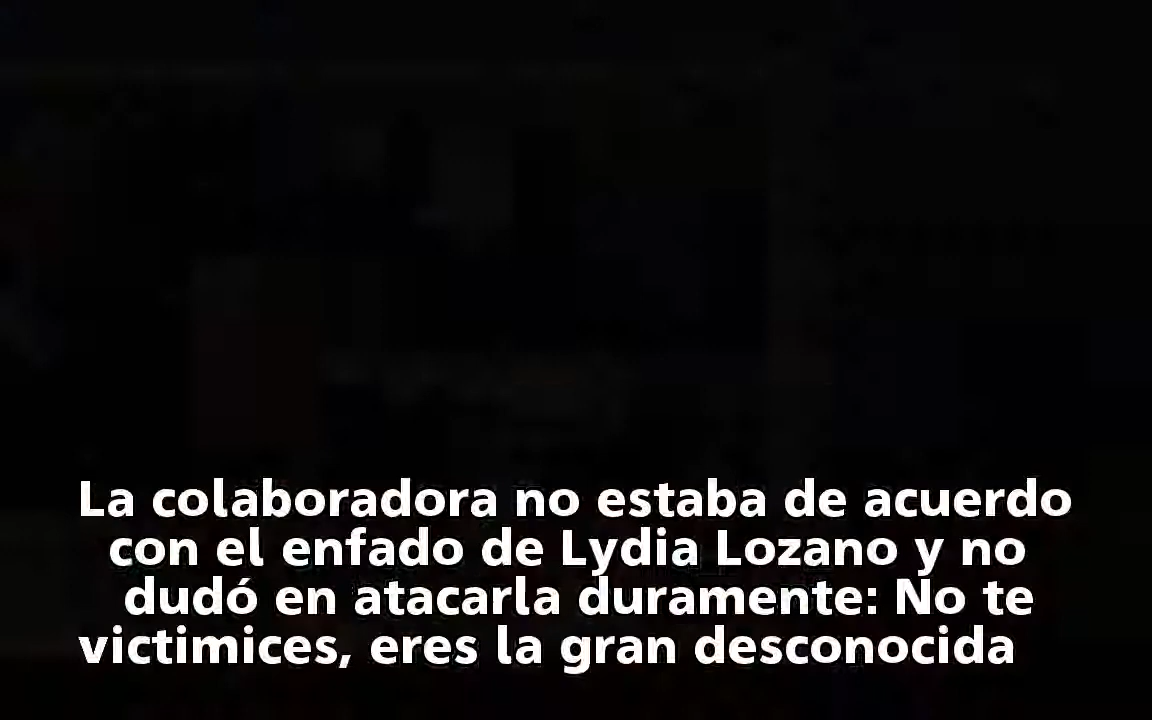 La colaboradora no estaba de acuerdo
con el enfado de Lydia Lozano y no
dudó en atacarla duramente: No te
victimices, eres la gran desconocida